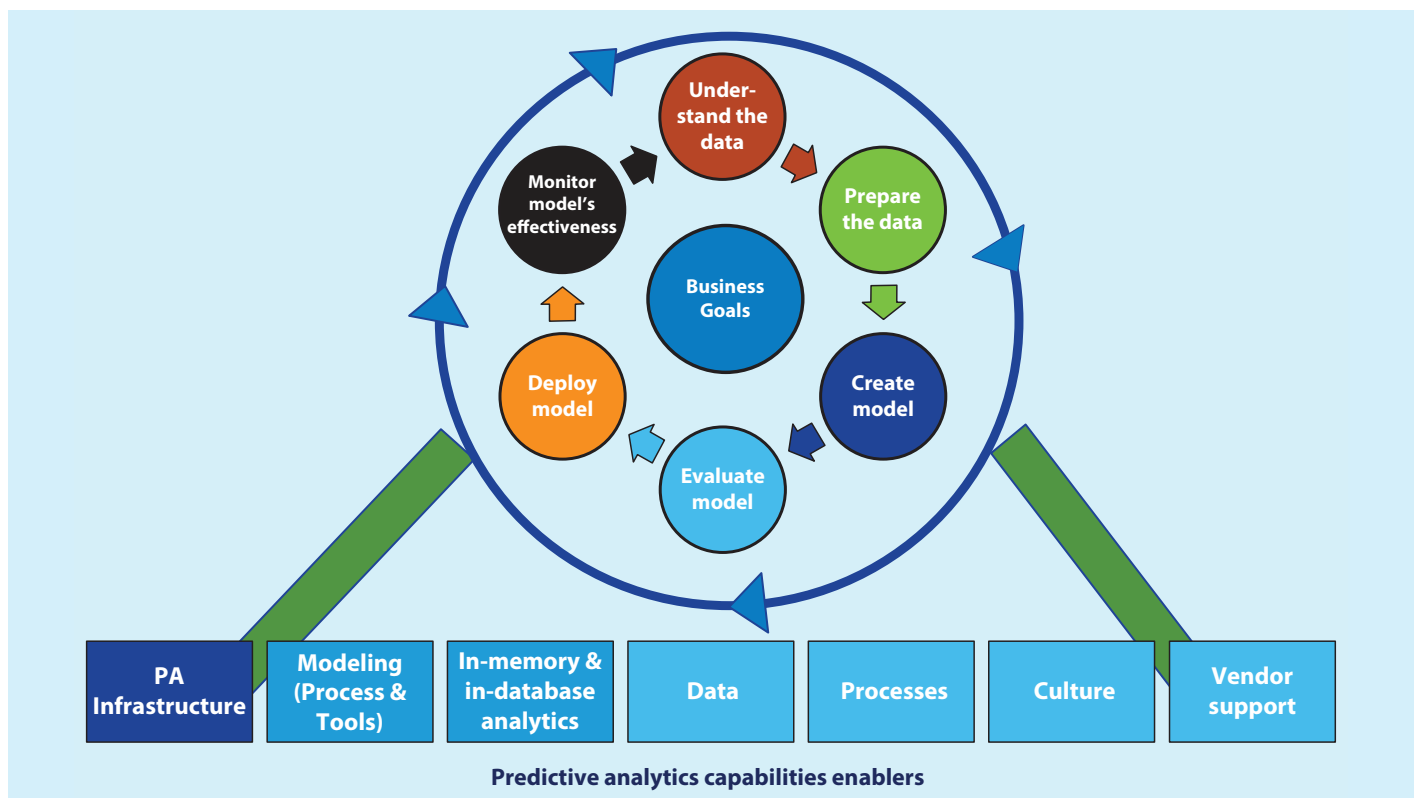 Under-
stand the
data
Prepare
the data
Create
model
Evaluate
model
Deploy
model
Monitor
model’s
effectiveness
Business
Goals
PA
Infrastructure
Modeling
(Process &
Tools)
In-memory &
in-database
analytics
Data
Processes
Culture
Vendor
support
Predictive analytics capabilities enablers